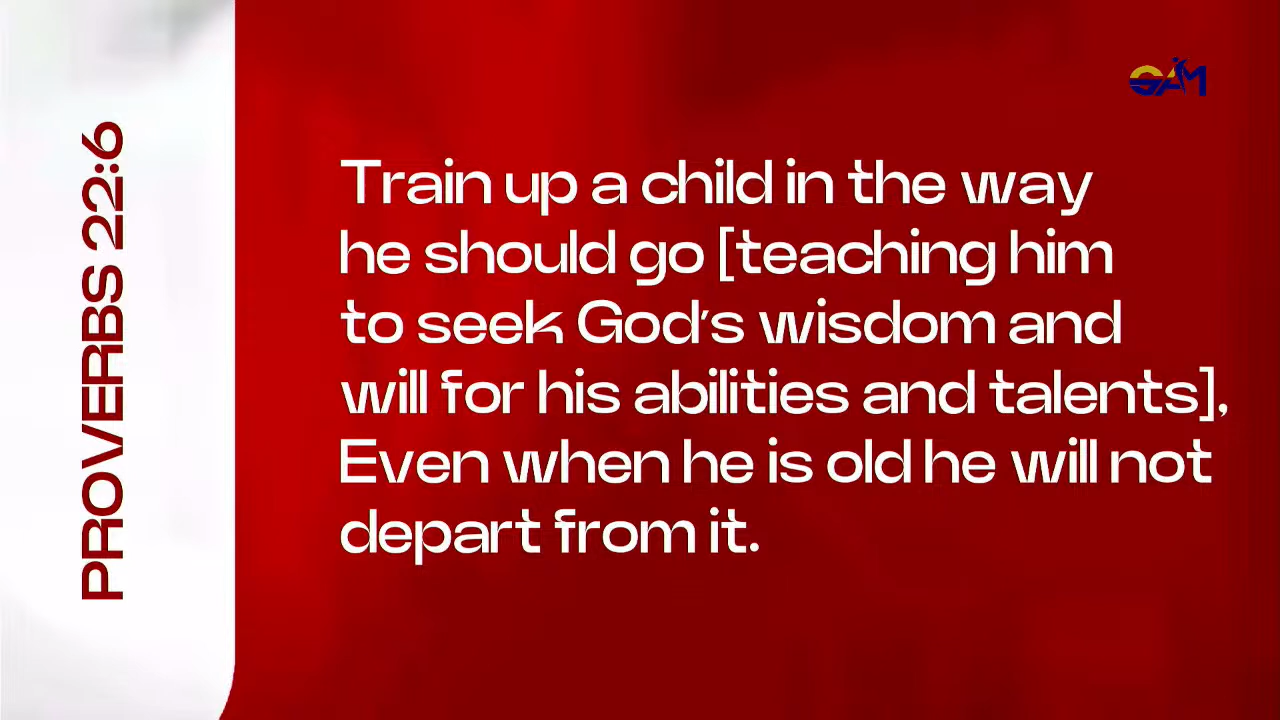 PROVERBS 22:6
GAM
Train up a child in the way
he should go [teaching him
to seek God's wisdom and
will for his abilities and talents],
Even when he is old he will not
depart from it.